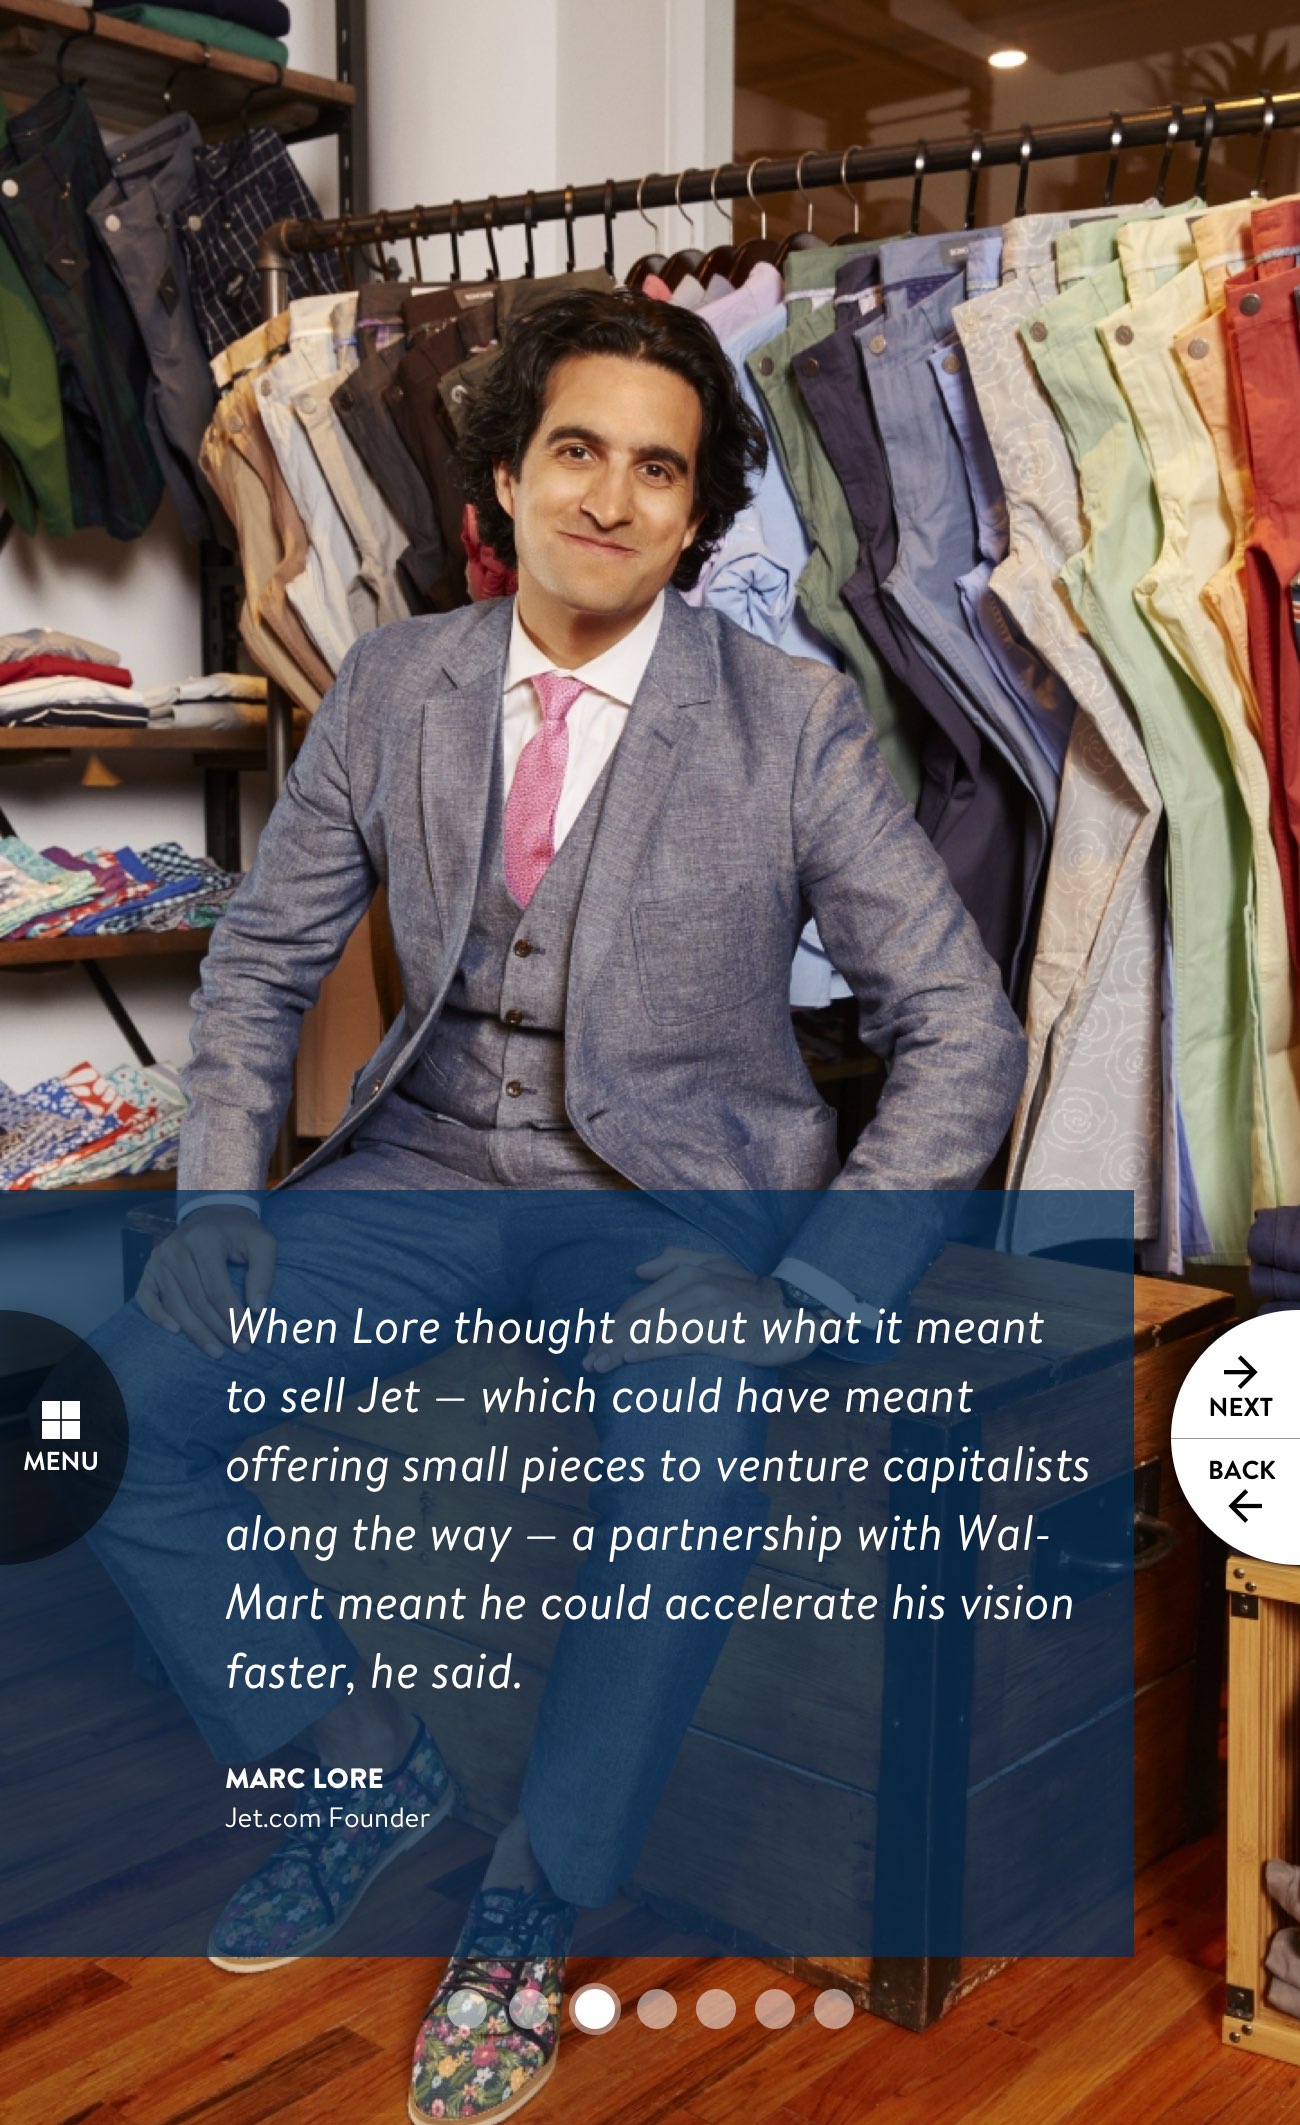 When Lore thought about what it meant
to sell Jet — which could have meant
offering small pieces to venture capitalists
along the way — a partnership with Wal-
Mart meant he could accelerate his vision
faster, he said.
MARC LORE
Jet.com Founder
MENU
NEXT
BACK